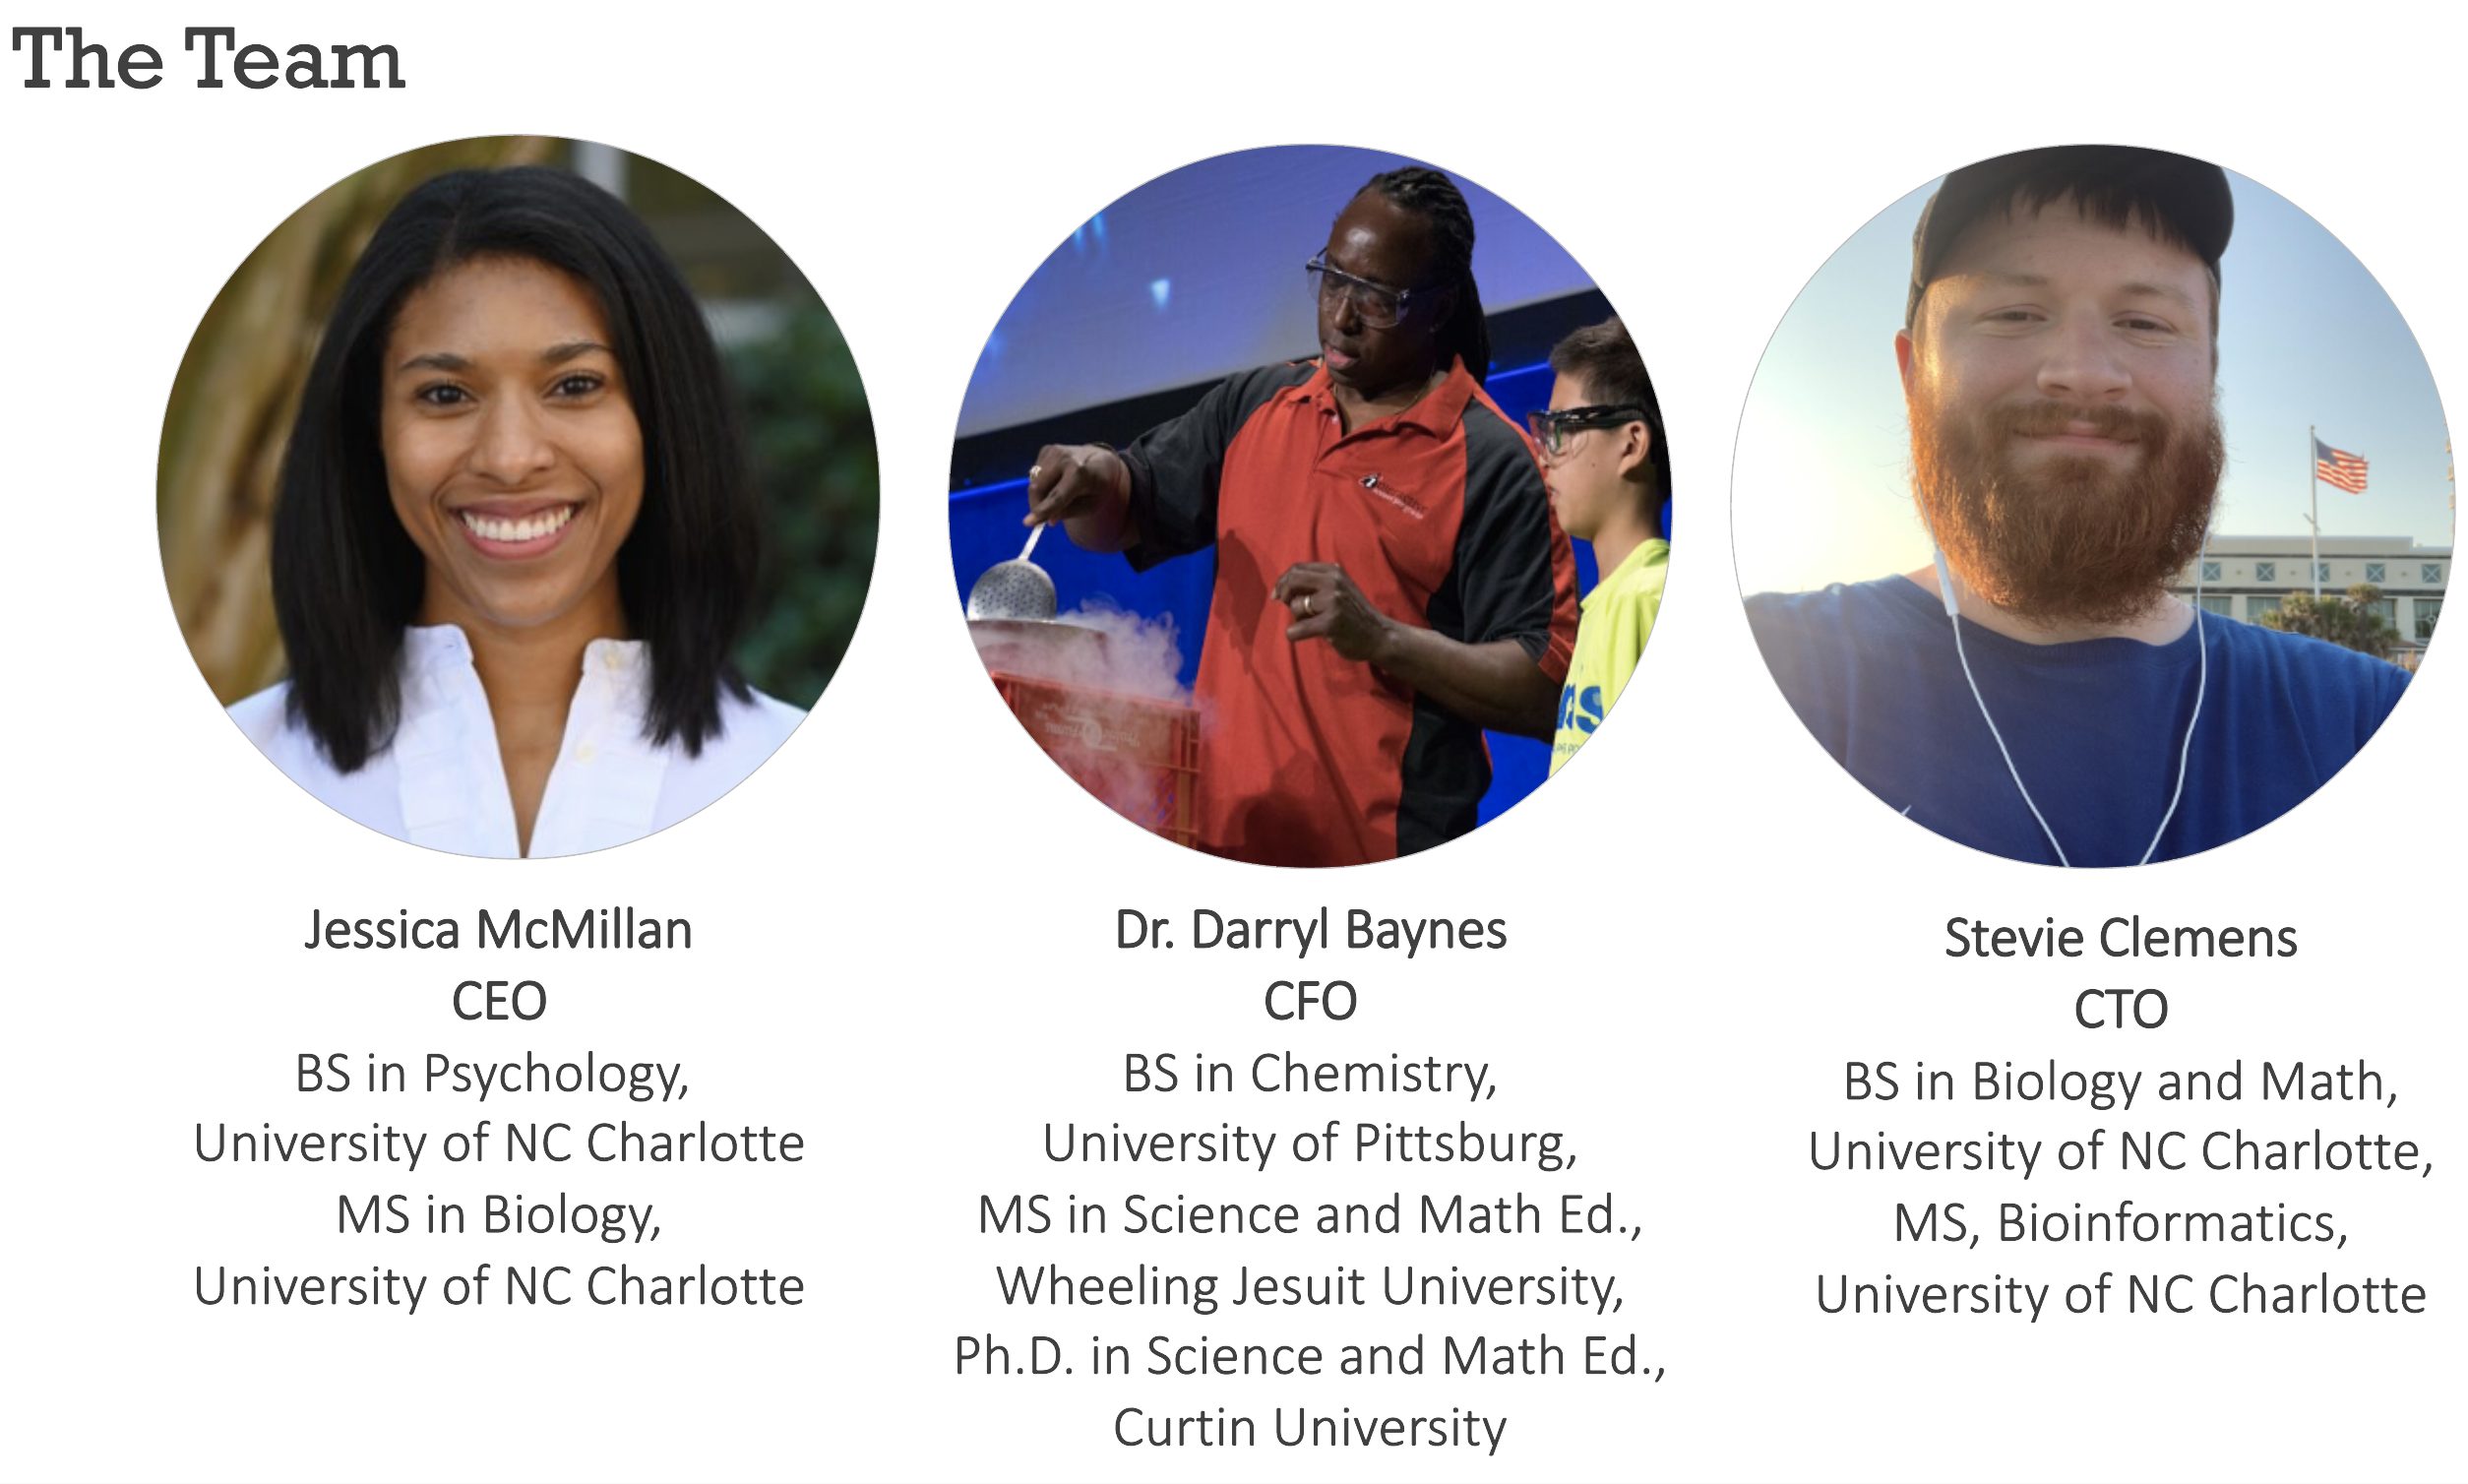 The Team
Jessica McMillan
CEO
BS in Psychology,
University of NC Charlotte
MS in Biology,
University of NC Charlotte
Dr. Darryl Baynes
CFO
BS in Chemistry,
University of Pittsburg,
MS in Science and Math Ed.,
Wheeling Jesuit University,
Ph.D. in Science and Math Ed.,
Curtin University
Stevie Clemens
CTO
BS in Biology and Math,
University of NC Charlotte,
MS, Bioinformatics,
University of NC Charlotte